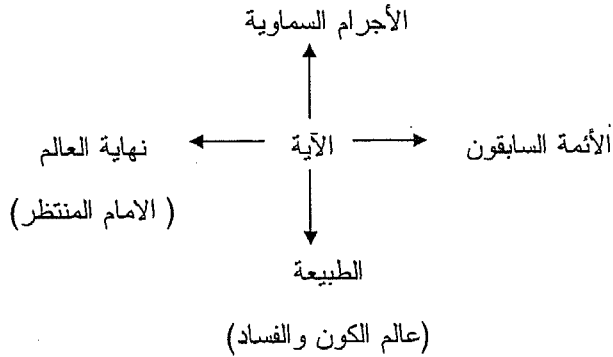 الأجرام السماوية
الأئمة السابقون
الآية
نهاية العالم
(الامام المنتظر)
الطبيعة
(عالم الكون والفساد)